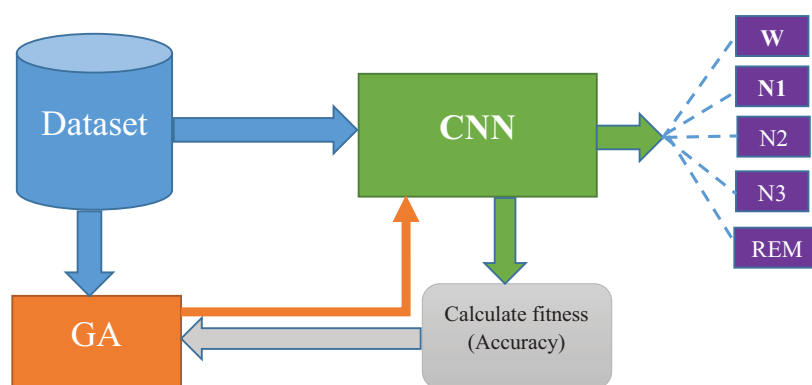 W
N1
Dataset
CNN
N2
N3
REM
GA
Calculate fitness
(Accuracy)